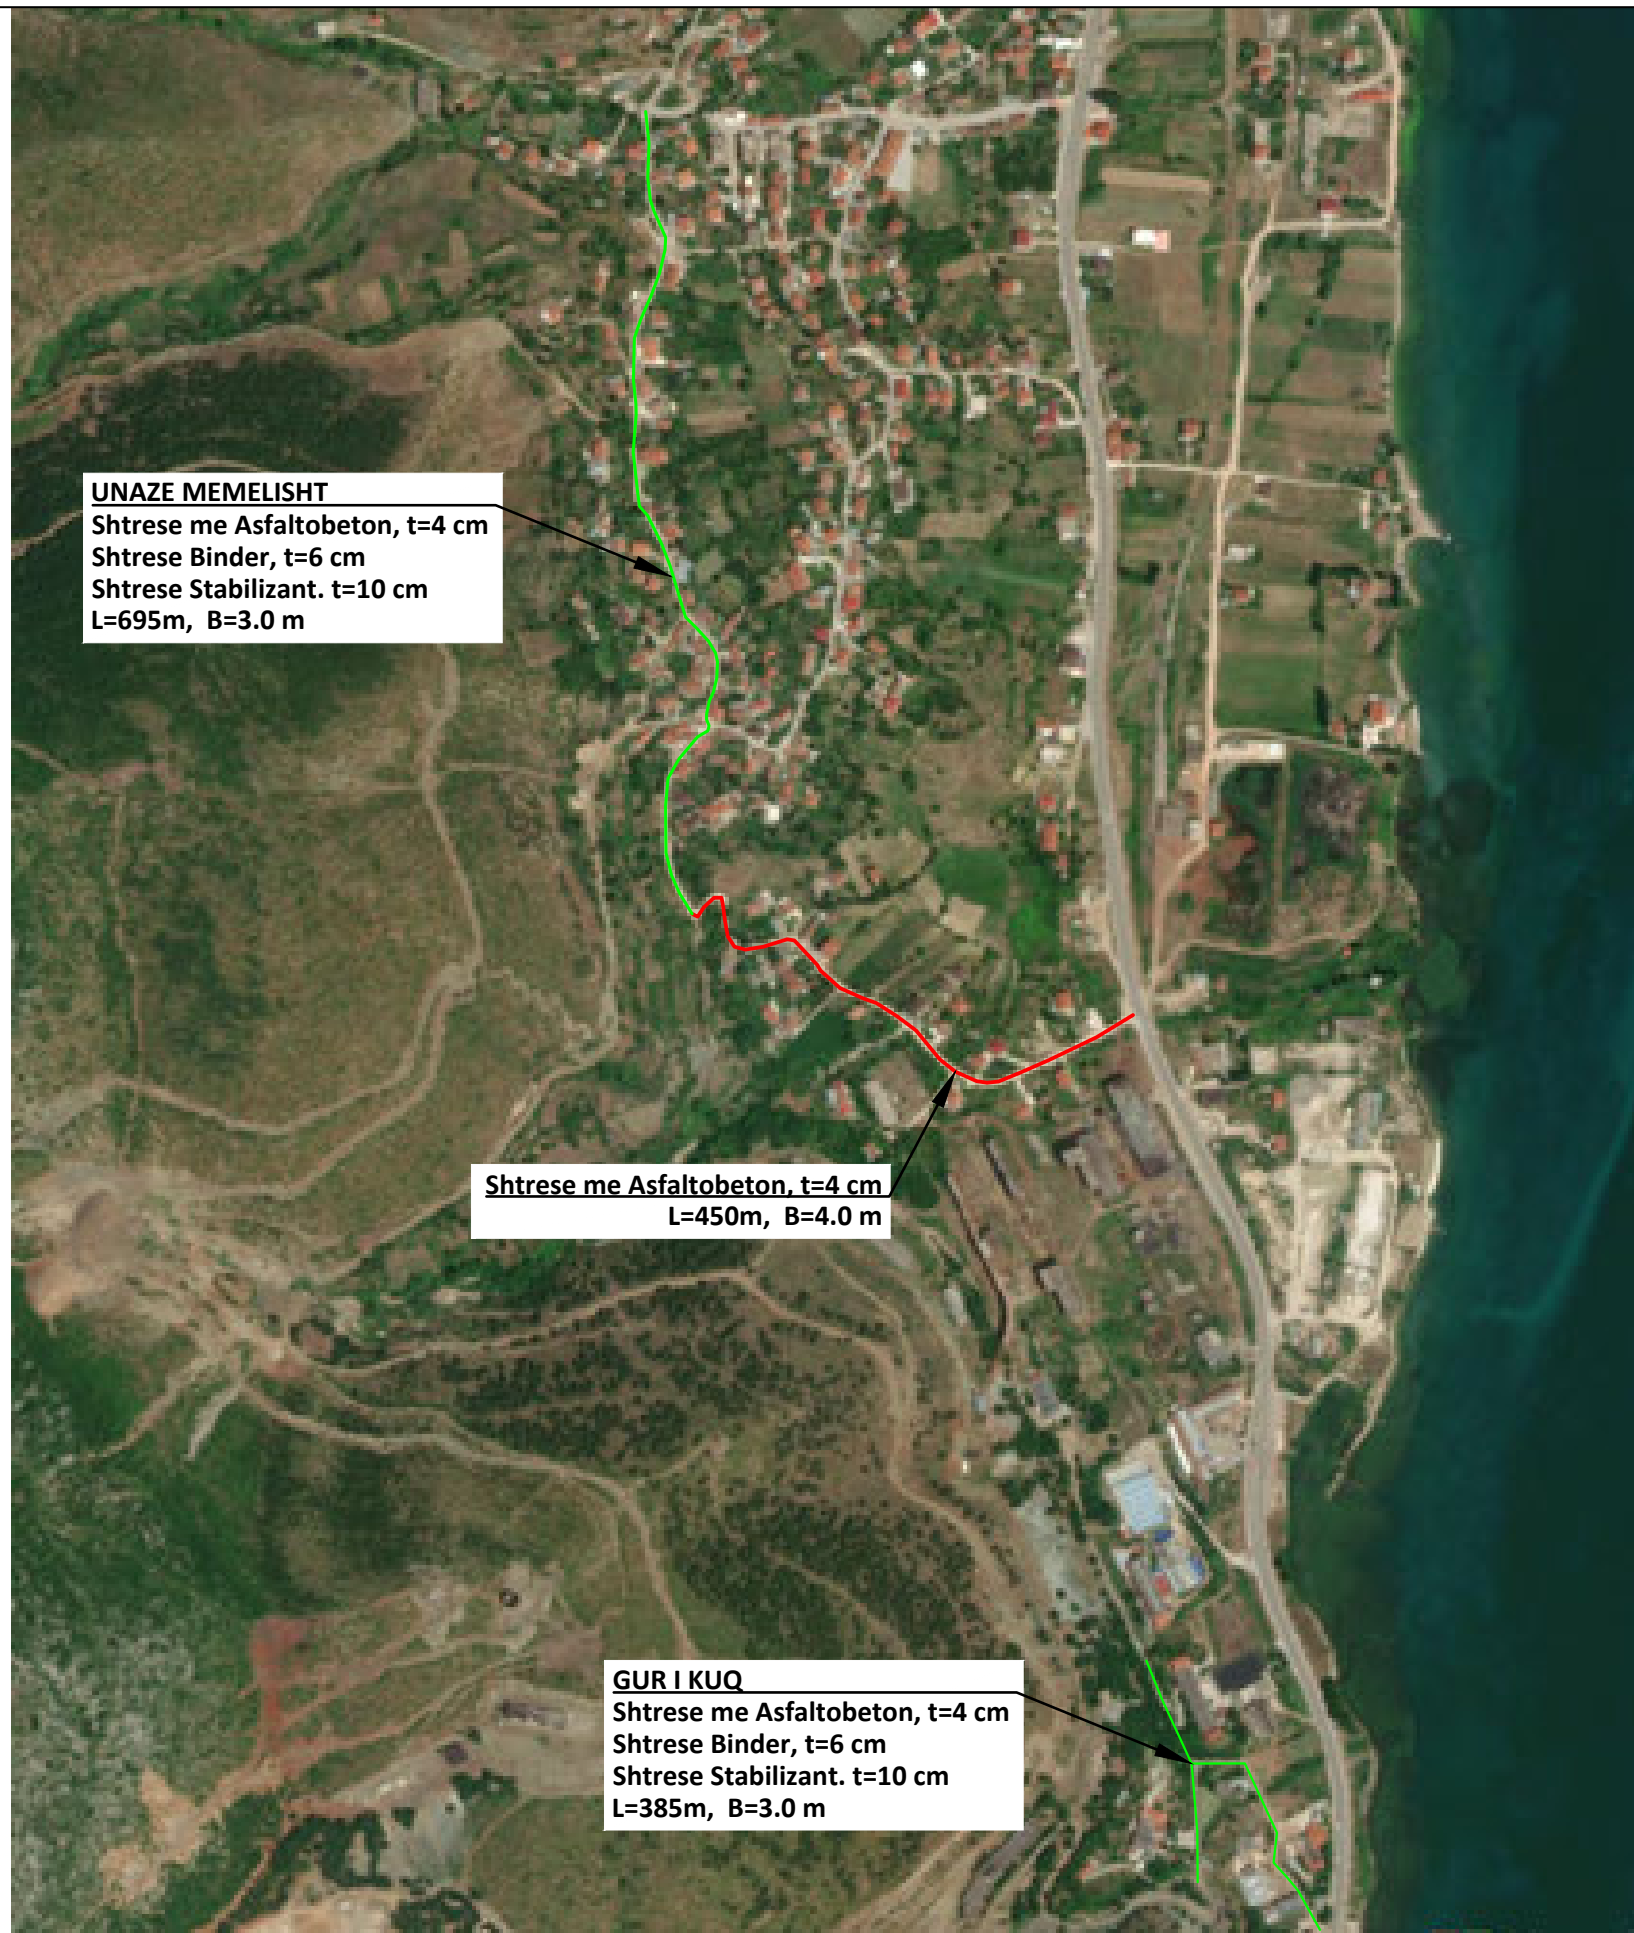 UNAZE MEMELISHT
Shtrese me Asfaltobeton, t=4 cm
Shtrese Binder, t=6 cm
Shtrese Stabilizant. t=10 cm
L=695m, B=3.0 m
Shtrese me Asfaltobeton, t=4 cm
L=450m, B=4.0 m
GUR I KUQ
Shtrese me Asfaltobeton, t=4 cm
Shtrese Binder, t=6 cm
Shtrese Stabilizant. t=10 cm
L=385m, B=3.0 m